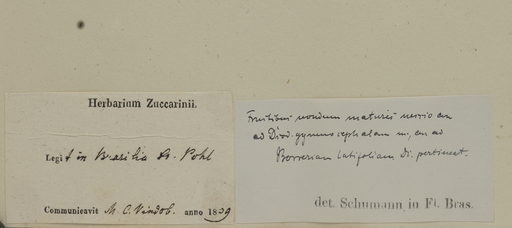 Herbarium Zuccarinii.
Legit in Brasilia Dr. Pohl
Communicavit M. C. Vindob. anno 1839
Fructibus nondum maturis nescio an
ad Diod. gymnocephalam m, an ad
Borreriam latifoliam pertineat.
det. Schumann in Fl. Bras.